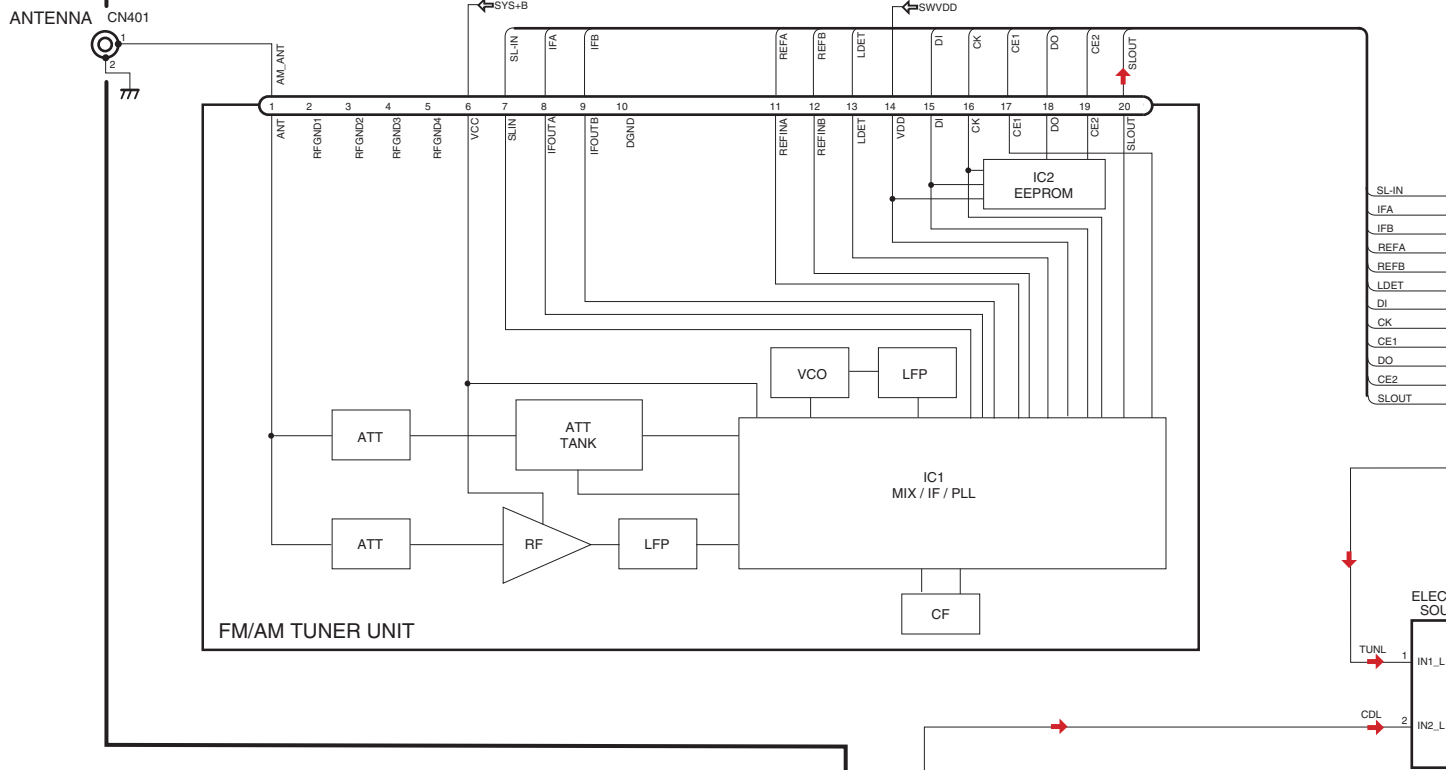 SYS+B
SWVDD
ANTENNA CN401
1
2
AM_ANT
SL-IN
IFA
IFB
REFA
REFB
LDET
DI
CK
CE1
DO
CE2
SLOUT
1 2 3 4 5 6 7 8 9 10 11 12 13 14 15 16 17 18 19 20
ANT
RFGND1
RFGND2
RFGND3
RFGND4
VCC
SLIN
IFOUTA
IFOUTB
DGND
REFINA
REFINB
LDET
VDD
DI
CK
CE1
DO
CE2
SLOUT
IC2
EEPROM
SL-IN
IFA
IFB
REFA
REFB
LDET
DI
CK
CE1
DO
CE2
SLOUT
VCO
LFP
ATT
ATT
TANK
IC1
MIX / IF / PLL
ATT
RF
LFP
CF
FM/AM TUNER UNIT
ELEC
SOU
TUNL
1
IN1_L
CDL
2
IN2_L